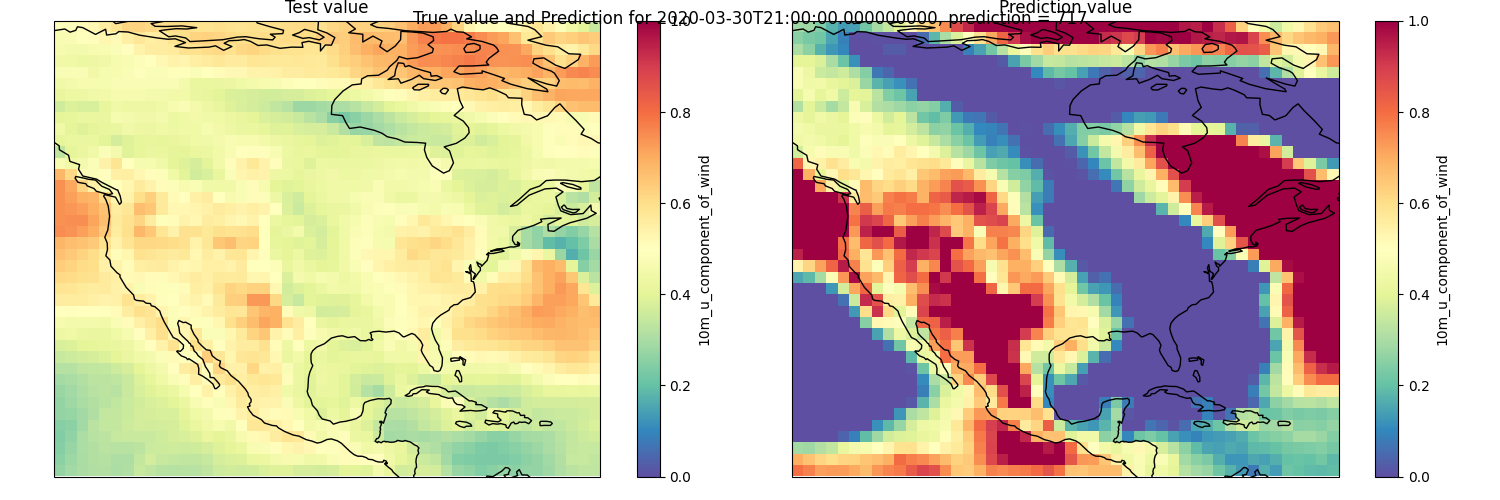 Test value
True value and Prediction for 2020-03-30T21:00:00.000000000, prediction = 717
Prediction value
1.0
0.8
0.6
0.4
0.2
0.0
10m_u_component_of_wind
1.0
0.8
0.6
0.4
0.2
0.0
10m_u_component_of_wind